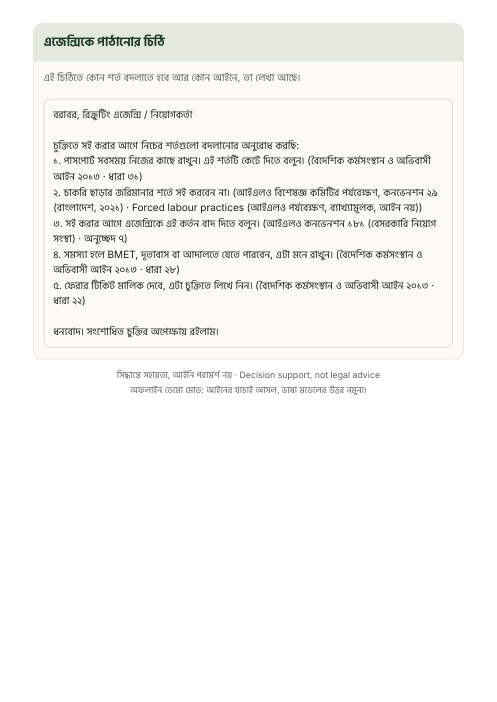 এজেন্সিকে পাঠানোর চিঠি
এই চিঠিতে কোন শর্ত বদলাতে হবে আর কোন আইনে, তা লেখা আছে।
বরাবর, রিক্রুটিং এজেন্সি / নিয়োগকর্তা
চুক্তিতে সই করার আগে নিচের শর্তগুলো বদলানোর অনুরোধ করছি:
১. পাসপোর্ট সবসময় নিজের কাছে রাখুন। এই শর্তটি কেটে দিতে বলুন। (বৈদেশিক কর্মসংস্থান ও অভিবাসী
আইন ২০১৩ · ধারা ৩১)
২. চাকরি ছাড়ার জরিমানার শর্তে সই করবেন না। (আইএলও বিশেষজ্ঞ কমিটির পর্যবেক্ষণ, কনভেনশন ২৯
(বাংলাদেশ, ২০২১) · Forced labour practices (আইএলও পর্যবেক্ষণ, ব্যাখ্যামূলক, আইন নয়))
৩. সই করার আগে এজেন্সিকে এই কর্তন বাদ দিতে বলুন। (আইএলও কনভেনশন ১৮১ (বেসরকারি নিয়োগ
সংস্থা) · অনুচ্ছেদ ৭)
৪. সমস্যা হলে BMET, দূতাবাস বা আদালতে যেতে পারবেন, এটা মনে রাখুন। (বৈদেশিক কর্মসংস্থান ও
অভিবাসী আইন ২০১৩ · ধারা ২৮)
৫. ফেরার টিকিট মালিক দেবে, এটা চুক্তিতে লিখে নিন। (বৈদেশিক কর্মসংস্থান ও অভিবাসী আইন ২০১৩ ·
ধারা ২২)
ধন্যবাদ। সংশোধিত চুক্তির অপেক্ষায় রইলাম।
সিদ্ধান্তে সহায়তা, আইনি পরামর্শ নয় · Decision support, not legal advice
অফলাইন ডেমো মোড: আইনের যাচাই আসল, ভাষা মডেলের উত্তর নমুনা।